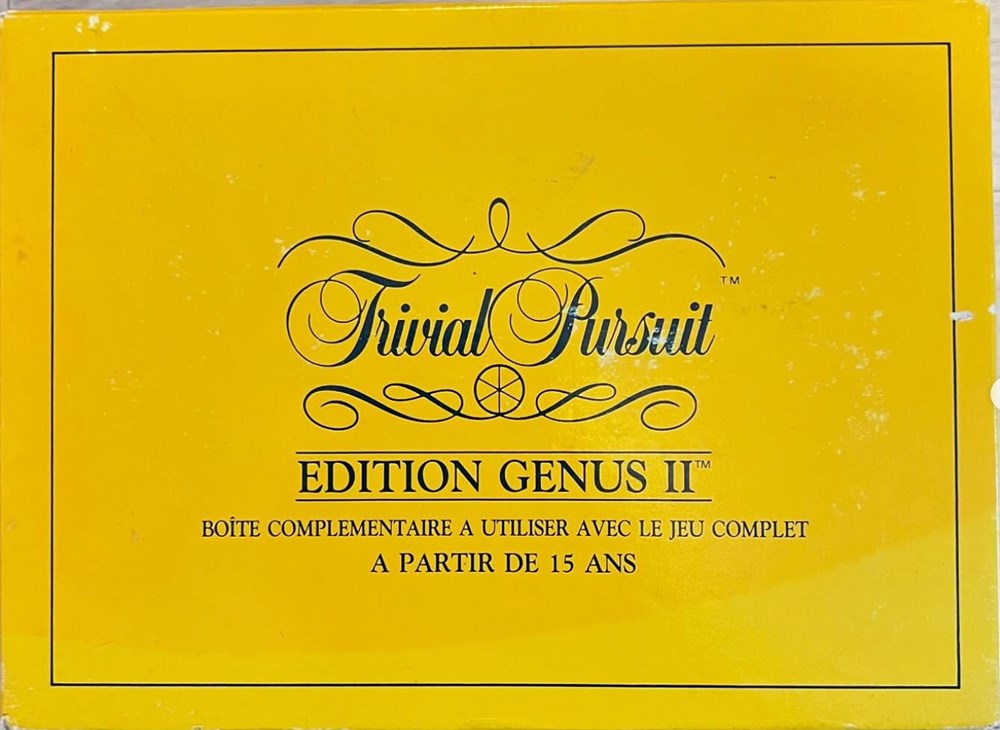 Trivial Pursuit™
EDITION GENUS II™
BOÎTE COMPLEMENTAIRE A UTILISER AVEC LE JEU COMPLET
A PARTIR DE 15 ANS